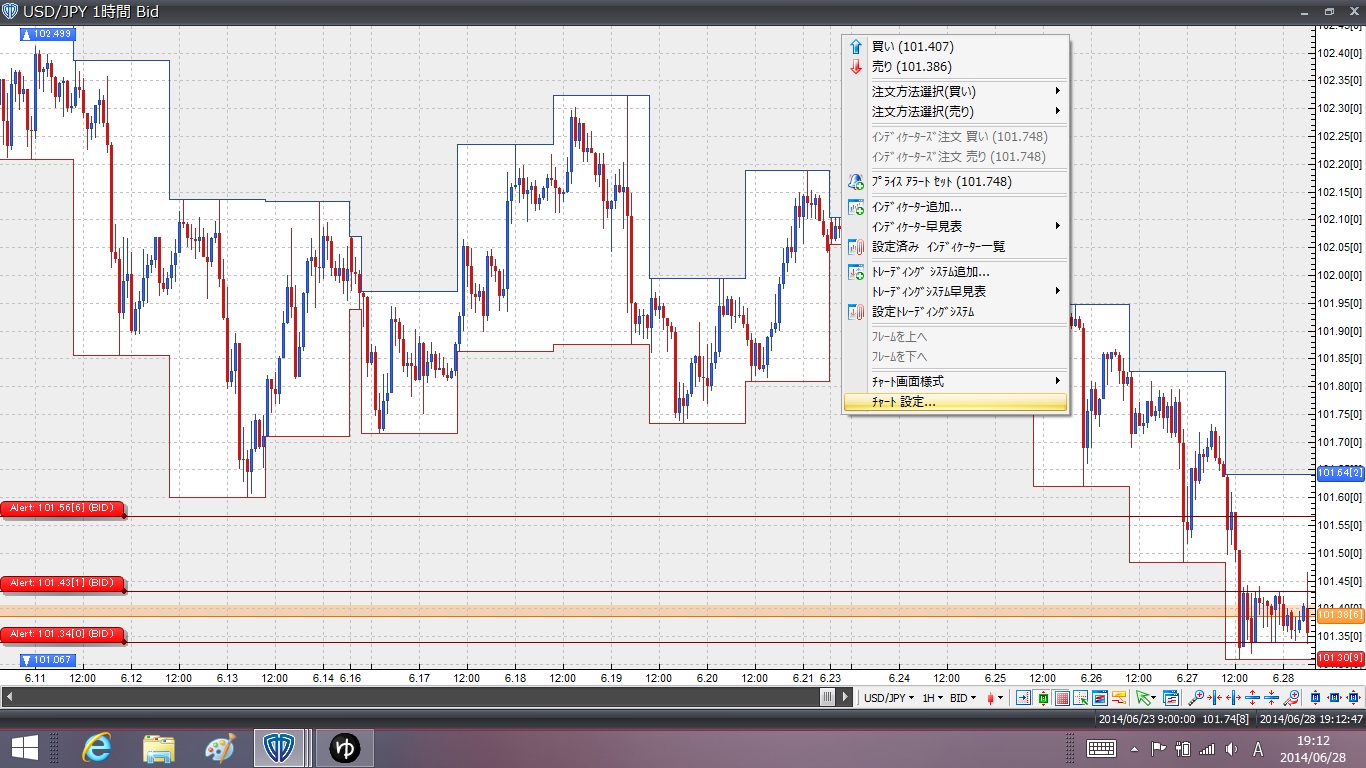 USD/JPY 1時間 Bid
102.499
102.40[0]
102.35[0]
102.30[0]
102.25[0]
102.20[0]
102.15[0]
102.10[0]
102.05[0]
102.00[0]
101.95[0]
101.90[0]
101.85[0]
101.80[0]
101.75[0]
101.70[0]
101.64[2]
101.60[0]
101.55[0]
101.50[0]
101.45[0]
101.38[6]
101.35[0]
101.30[9]
買い (101.407)
売り (101.386)
注文方法選択(買い)
注文方法選択(売り)
インディケーターズ注文 買い (101.748)
インディケーターズ注文 売り (101.748)
プライス アラート セット (101.748)
インディケーター追加...
インディケーター早見表
設定済み インディケーター一覧
トレーディング システム追加...
トレーディングシステム早見表
設定トレーディングシステム
フレームを上へ
フレームを下へ
チャート画面様式
チャート 設定...
Alert: 101.56[6] (BID)
Alert: 101.43[1] (BID)
Alert: 101.34[0] (BID)
101.067
6.11 12:00 6.12 12:00 6.13 12:00 6.14 6.16 6.17 12:00 6.18 12:00 6.19 12:00 6.20 12:00 6.21 6.23 6.24 12:00 6.25 12:00 6.26 12:00 6.27 12:00 6.28
USD/JPY 1H BID
2014/06/23 9:00:00 101.74[8] 2014/06/28 19:12:47
ゆ
A
19:12
2014/06/28